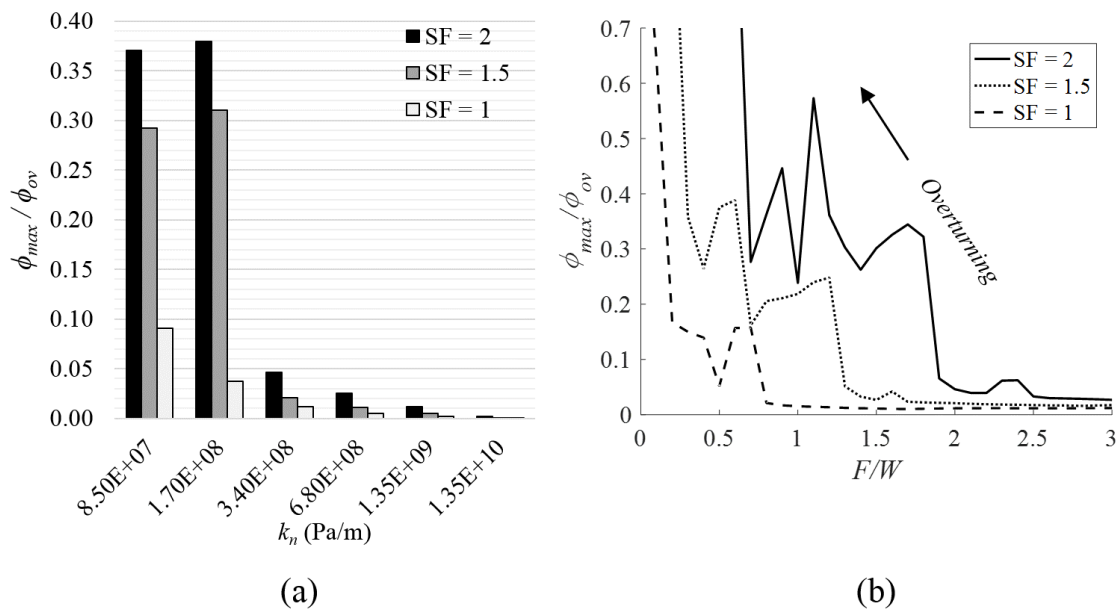 0.40
0.35
0.30
0.25
0.20
0.15
0.10
0.05
0.00
ϕmax / ϕov
SF = 2
SF = 1.5
SF = 1
8.50E+07
1.70E+08
3.40E+08
6.80E+08
1.35E+09
1.35E+10
kn (Pa/m)
(a)
0.7
0.6
0.5
0.4
0.3
0.2
0.1
0
ϕmax/ϕov
SF = 2
SF = 1.5
SF = 1
Overturning
0
0.5
1
1.5
2
2.5
3
F/W
(b)